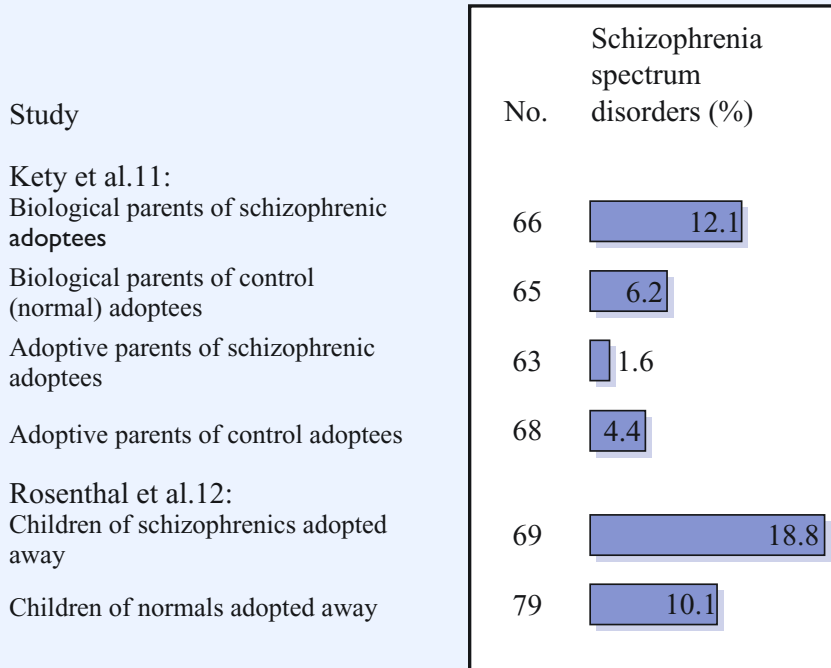 Schizophrenia
spectrum
Study No. disorders (%)
Kety et al.11:
Biological parents of schizophrenic
adoptees 66 12.1
Biological parents of control
(normal) adoptees 65 6.2
Adoptive parents of schizophrenic
adoptees 63 1.6
Adoptive parents of control adoptees 68 4.4
Rosenthal et al.12:
Children of schizophrenics adopted
away 69 18.8
Children of normals adopted away 79 10.1